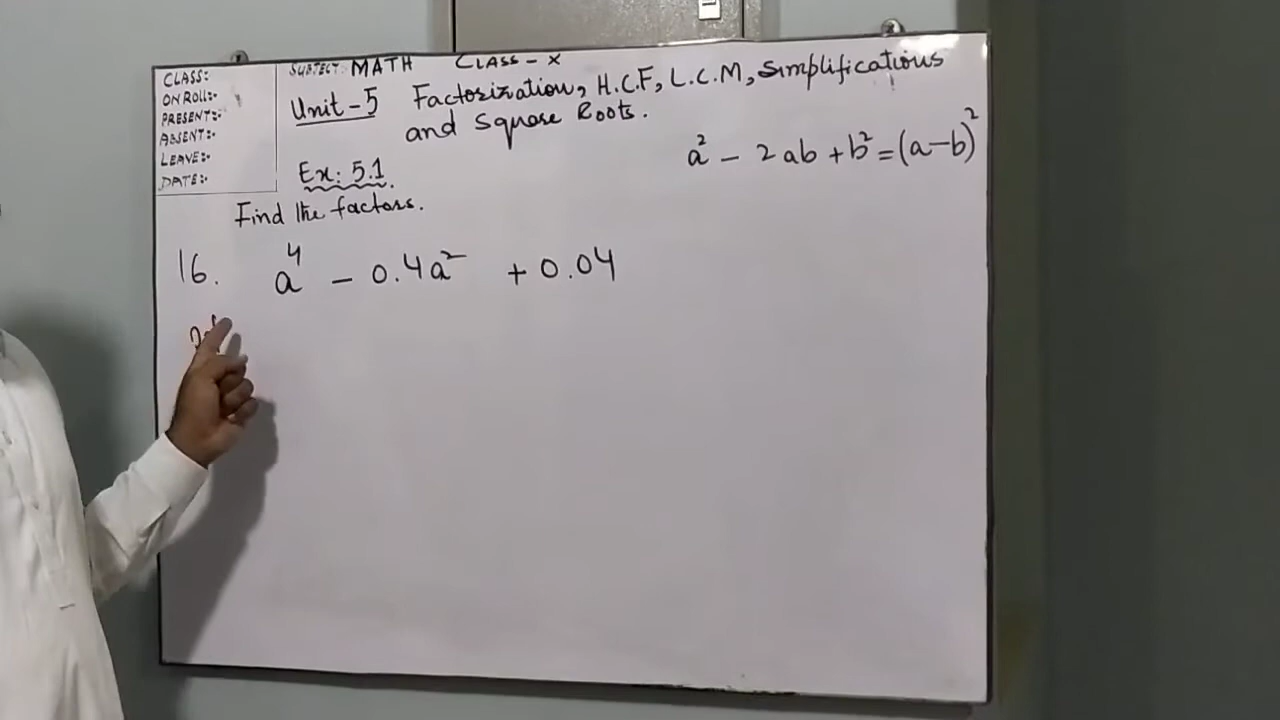 CLASS:
ON ROLL:-
PRESENT:-
ABSENT:-
LEAVE:-
DATE:-
SUBJECT: MATH CLASS - X
Unit - 5 Factorization, H.C.F, L.C.M, Simplifications
and Square Roots.
a² - 2ab + b² = (a-b)²
Ex: 5.1
Find the factors.
16. a⁴ - 0.4a² + 0.04